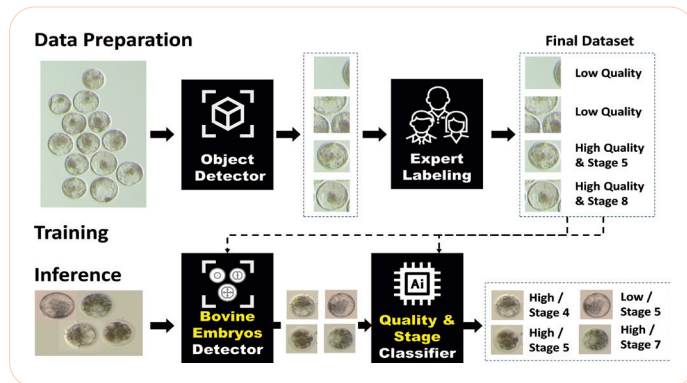 Data Preparation
Final Dataset
Object
Detector
Expert
Labeling
Low Quality
Low Quality
High Quality
& Stage 5
High Quality
& Stage 8
Training
Inference
Bovine
Embryos
Detector
Ai
Quality &
Stage
Classifier
High /
Stage 4
Low /
Stage 5
High /
Stage 5
High /
Stage 7